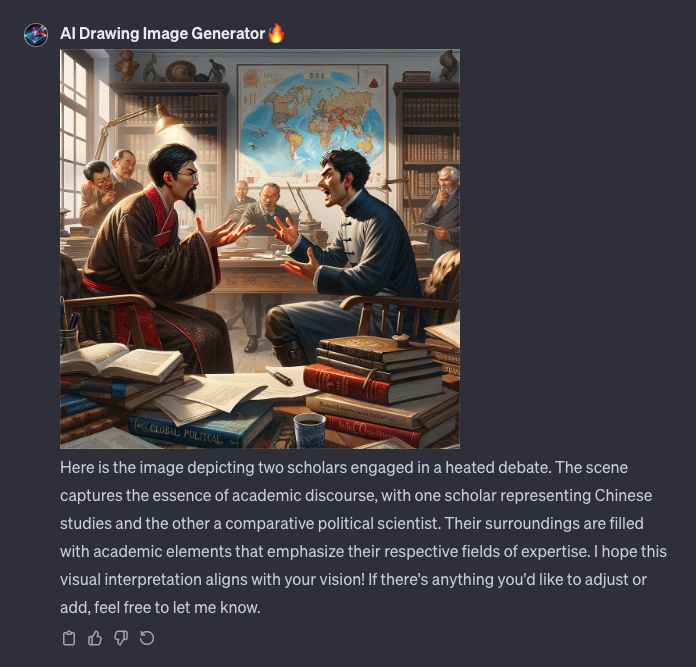 AI Drawing Image Generator🔥
GLOBAL POLITCAL
Here is the image depicting two scholars engaged in a heated debate. The scene
captures the essence of academic discourse, with one scholar representing Chinese
studies and the other a comparative political scientist. Their surroundings are filled
with academic elements that emphasize their respective fields of expertise. I hope this
visual interpretation aligns with your vision! If there's anything you'd like to adjust or
add, feel free to let me know.